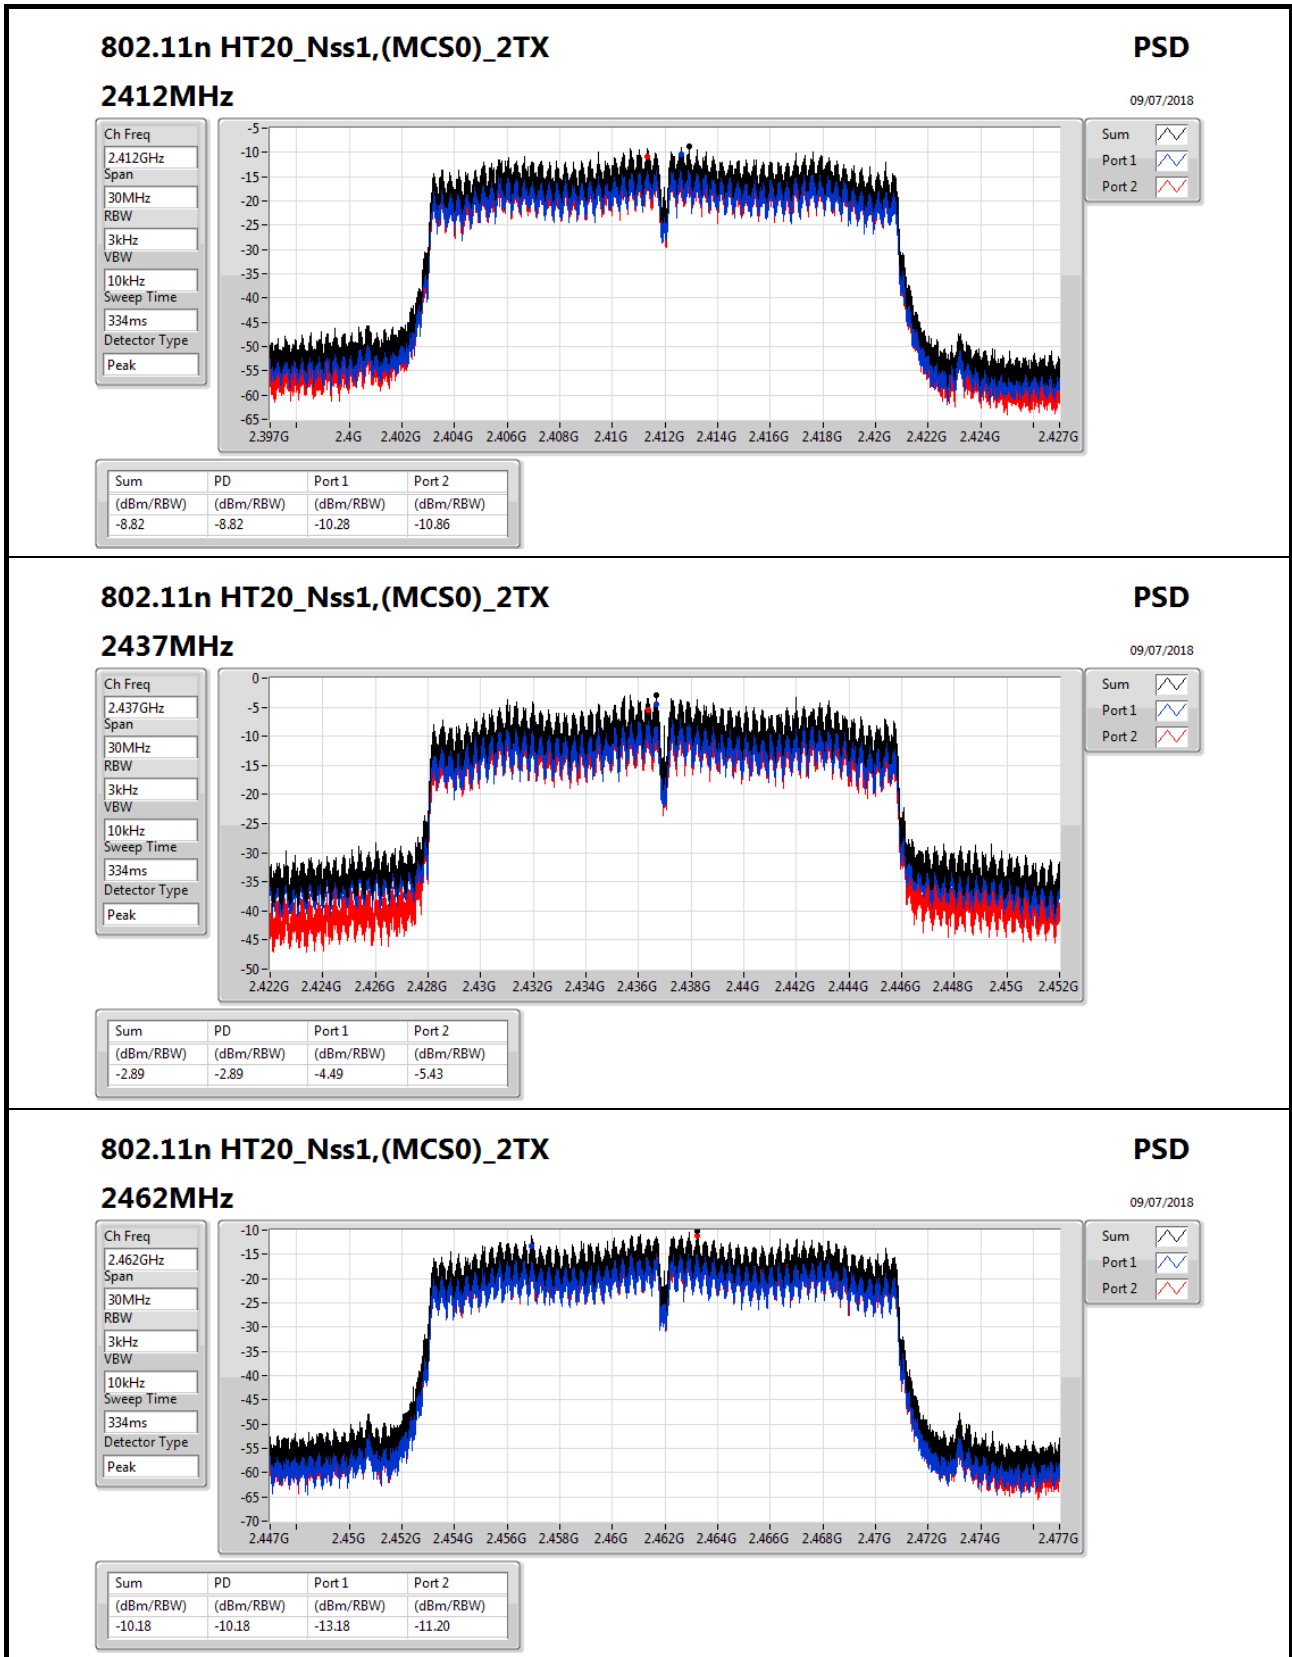 802.11n HT20_Nss1,(MCS0)_2TX PSD
2412MHz 09/07/2018
Ch Freq
2.412GHz
Span
30MHz
RBW
3kHz
VBW
10kHz
Sweep Time
334ms
Detector Type
Peak
-5
-10
-15
-20
-25
-30
-35
-40
-45
-50
-55
-60
-65
2.397G 2.4G 2.402G 2.404G 2.406G 2.408G 2.41G 2.412G 2.414G 2.416G 2.418G 2.42G 2.422G 2.424G 2.427G
Sum
Port 1
Port 2
Sum PD Port 1 Port 2
(dBm/RBW) (dBm/RBW) (dBm/RBW) (dBm/RBW)
-8.82 -8.82 -10.28 -10.86
802.11n HT20_Nss1,(MCS0)_2TX PSD
2437MHz 09/07/2018
Ch Freq
2.437GHz
Span
30MHz
RBW
3kHz
VBW
10kHz
Sweep Time
334ms
Detector Type
Peak
0
-5
-10
-15
-20
-25
-30
-35
-40
-45
-50
2.422G 2.424G 2.426G 2.428G 2.43G 2.432G 2.434G 2.436G 2.438G 2.44G 2.442G 2.444G 2.446G 2.448G 2.45G 2.452G
Sum
Port 1
Port 2
Sum PD Port 1 Port 2
(dBm/RBW) (dBm/RBW) (dBm/RBW) (dBm/RBW)
-2.89 -2.89 -4.49 -5.43
802.11n HT20_Nss1,(MCS0)_2TX PSD
2462MHz 09/07/2018
Ch Freq
2.462GHz
Span
30MHz
RBW
3kHz
VBW
10kHz
Sweep Time
334ms
Detector Type
Peak
-10
-15
-20
-25
-30
-35
-40
-45
-50
-55
-60
-65
-70
2.447G 2.45G 2.452G 2.454G 2.456G 2.458G 2.46G 2.462G 2.464G 2.466G 2.468G 2.47G 2.472G 2.474G 2.477G
Sum
Port 1
Port 2
Sum PD Port 1 Port 2
(dBm/RBW) (dBm/RBW) (dBm/RBW) (dBm/RBW)
-10.18 -10.18 -13.18 -11.20